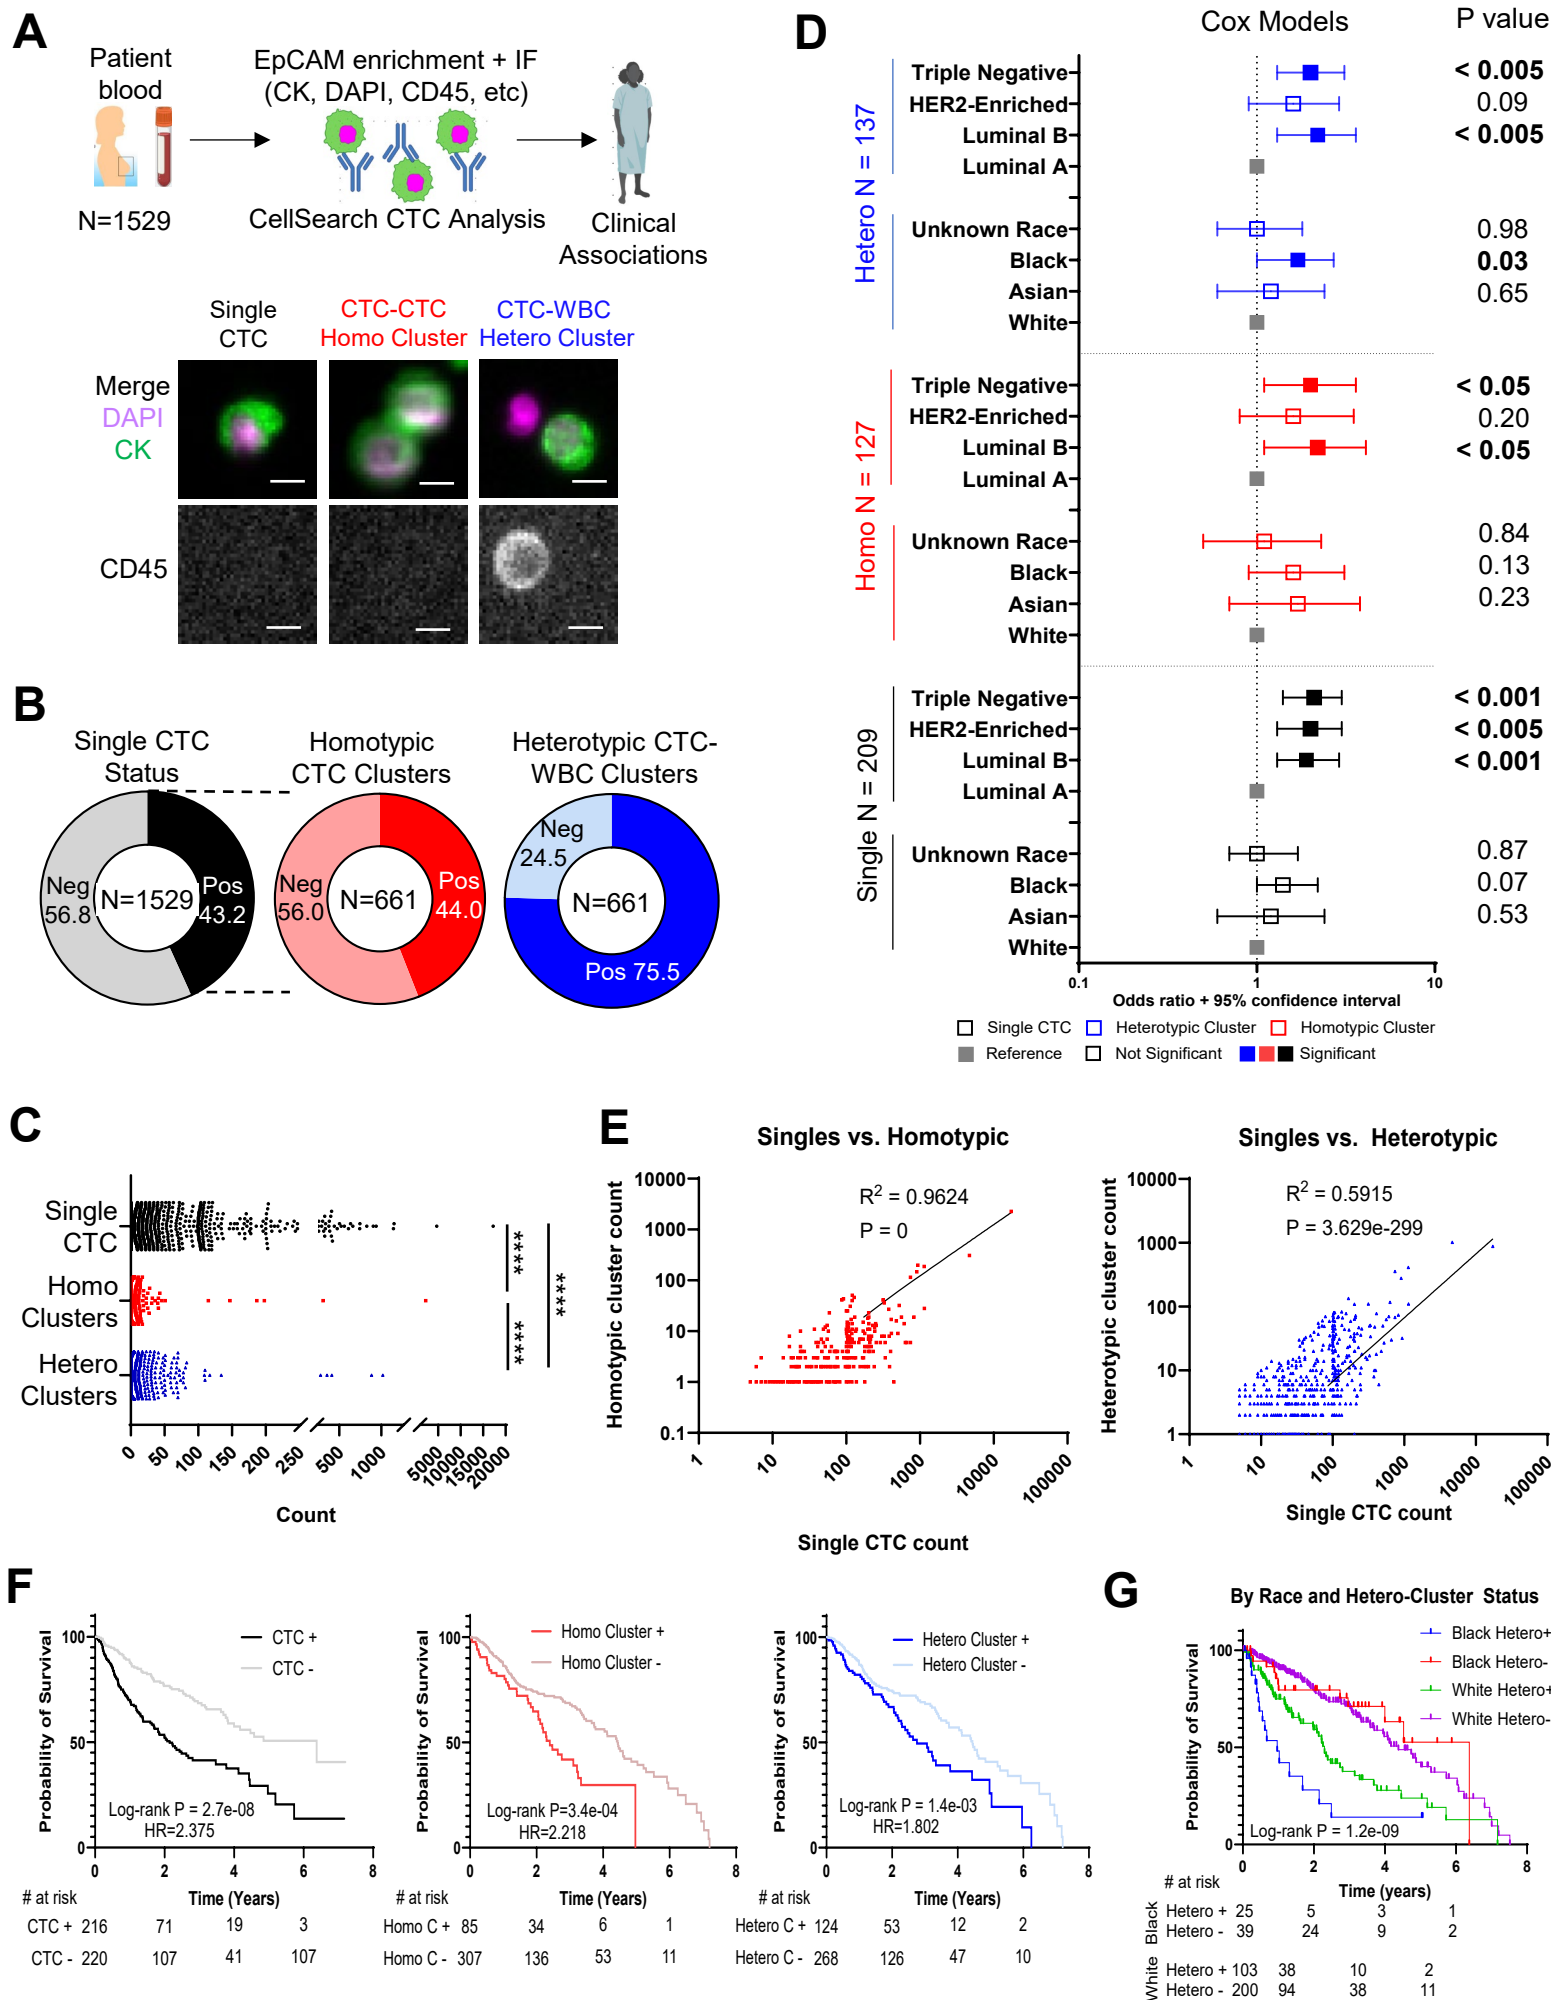 A
Patient
blood
EpCAM enrichment + IF
(CK, DAPI, CD45, etc)
N=1529
CellSearch CTC Analysis
Clinical
Associations
Single
CTC
CTC-CTC
Homo Cluster
CTC-WBC
Hetero Cluster
Merge
DAPI
CK
CD45
B
Single CTC
Status
Homotypic
CTC Clusters
Heterotypic CTC-
WBC Clusters
Neg
56.8
N=1529
Pos
43.2
Neg
56.0
N=661
Pos
44.0
Neg
24.5
N=661
Pos 75.5
C
Single
CTC
Homo
Clusters
Hetero
Clusters
****
****
****
0 50 100 150 200 250 500 1000 5000 10000 15000 20000
Count
D
Cox Models
P value
Hetero N = 137
Triple Negative < 0.005
HER2-Enriched 0.09
Luminal B < 0.005
Luminal A
Unknown Race 0.98
Black 0.03
Asian 0.65
White
Homo N = 127
Triple Negative < 0.05
HER2-Enriched 0.20
Luminal B < 0.05
Luminal A
Unknown Race 0.84
Black 0.13
Asian 0.23
White
Single N = 209
Triple Negative < 0.001
HER2-Enriched < 0.005
Luminal B < 0.001
Luminal A
Unknown Race 0.87
Black 0.07
Asian 0.53
White
0.1 1 10
Odds ratio + 95% confidence interval
Single CTC Heterotypic Cluster Homotypic Cluster
Reference Not Significant Significant
E
Singles vs. Homotypic
Homotypic cluster count
10000
1000
100
10
1
0.1
R2 = 0.9624
P = 0
1 10 100 1000 10000 100000
Single CTC count
Singles vs. Heterotypic
Heterotypic cluster count
10000
1000
100
10
1
R2 = 0.5915
P = 3.629e-299
1 10 100 1000 10000 100000
Single CTC count
F
Probability of Survival
100
50
0
CTC +
CTC -
Log-rank P = 2.7e-08
HR=2.375
0 2 4 6 8
# at risk Time (Years)
CTC + 216 71 19 3
CTC - 220 107 41 107
Probability of Survival
100
50
0
Homo Cluster +
Homo Cluster -
Log-rank P=3.4e-04
HR=2.218
0 2 4 6 8
# at risk Time (Years)
Homo C + 85 34 6 1
Homo C - 307 136 53 11
Probability of Survival
100
50
0
Hetero Cluster +
Hetero Cluster -
Log-rank P = 1.4e-03
HR=1.802
0 2 4 6 8
# at risk Time (Years)
Hetero C + 124 53 12 2
Hetero C - 268 126 47 10
G
By Race and Hetero-Cluster Status
Probability of Survival
100
50
0
Black Hetero+
Black Hetero-
White Hetero+
White Hetero-
Log-rank P = 1.2e-09
0 2 4 6 8
# at risk
Time (years)
Black
Hetero + 25 5 3 1
Hetero - 39 24 9 2
White
Hetero + 103 38 10 2
Hetero - 200 94 38 11